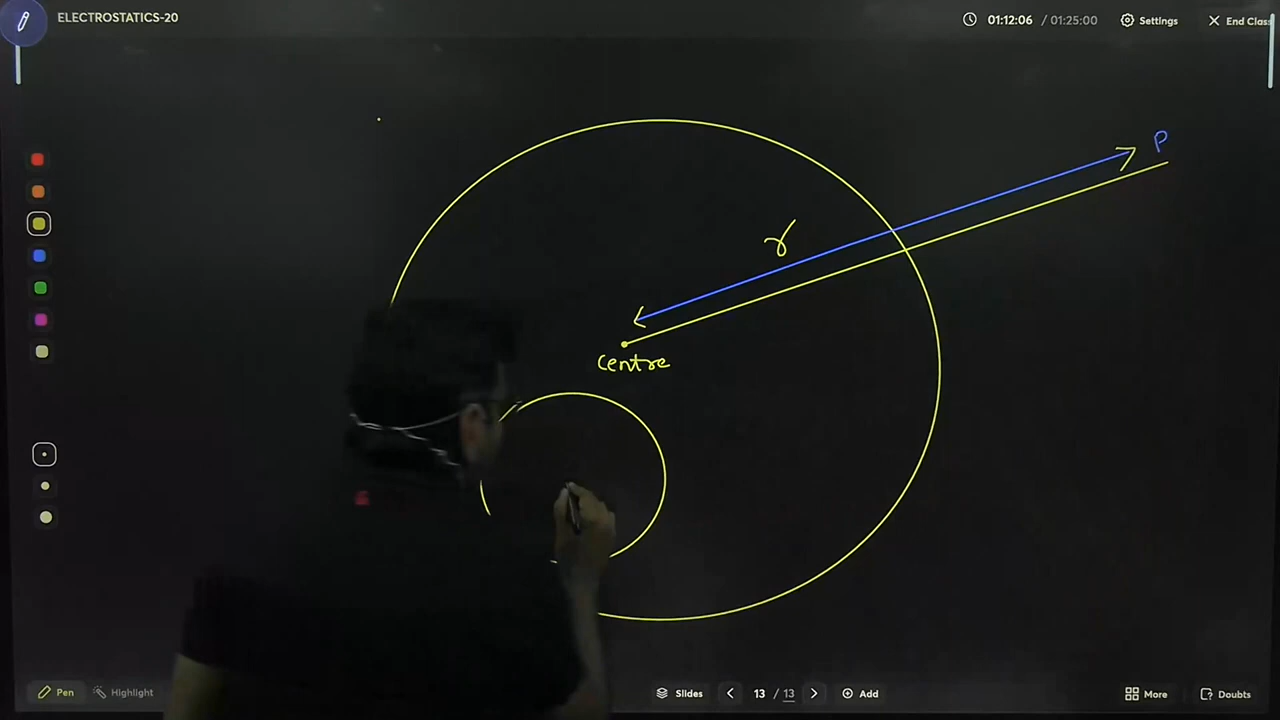 ELECTROSTATICS-20
01:12:06 / 01:25:00
Settings
End Class
P
r
Centre
Pen
Highlight
Slides
13 / 13
Add
More
Doubts